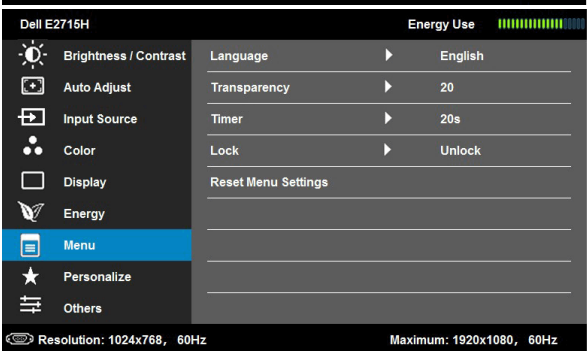 Dell E2715H Energy Use
Brightness / Contrast Language English
Auto Adjust Transparency 20
Input Source Timer 20s
Color Lock Unlock
Display Reset Menu Settings
Energy
Menu
Personalize
Others
Resolution: 1024x768, 60Hz Maximum: 1920x1080, 60Hz